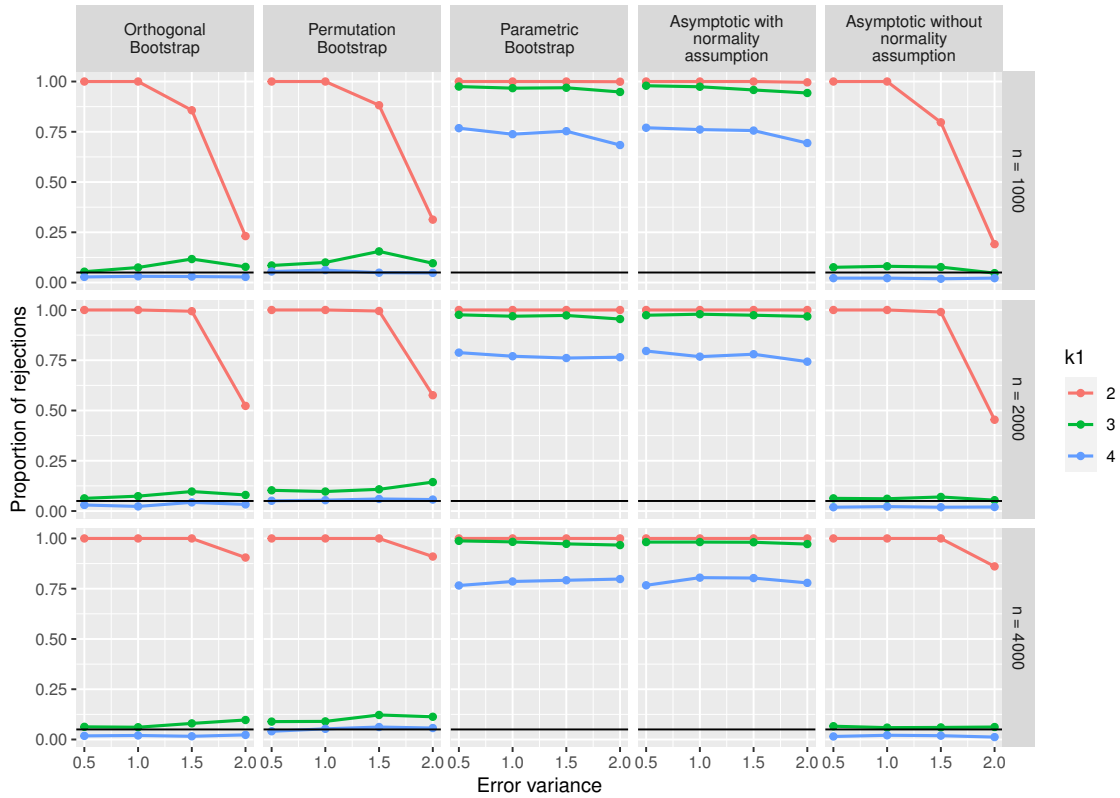 Orthogonal
Bootstrap
Permutation
Bootstrap
Parametric
Bootstrap
Asymptotic with
normality
assumption
Asymptotic without
normality
assumption
1.00
0.75
0.50
0.25
0.00
n = 1000
1.00
0.75
0.50
0.25
0.00
n = 2000
1.00
0.75
0.50
0.25
0.00
n = 4000
0.5 1.0 1.5 2.0 0.5 1.0 1.5 2.0 0.5 1.0 1.5 2.0 0.5 1.0 1.5 2.0 0.5 1.0 1.5 2.0
Error variance
Proportion of rejections
k1
2
3
4